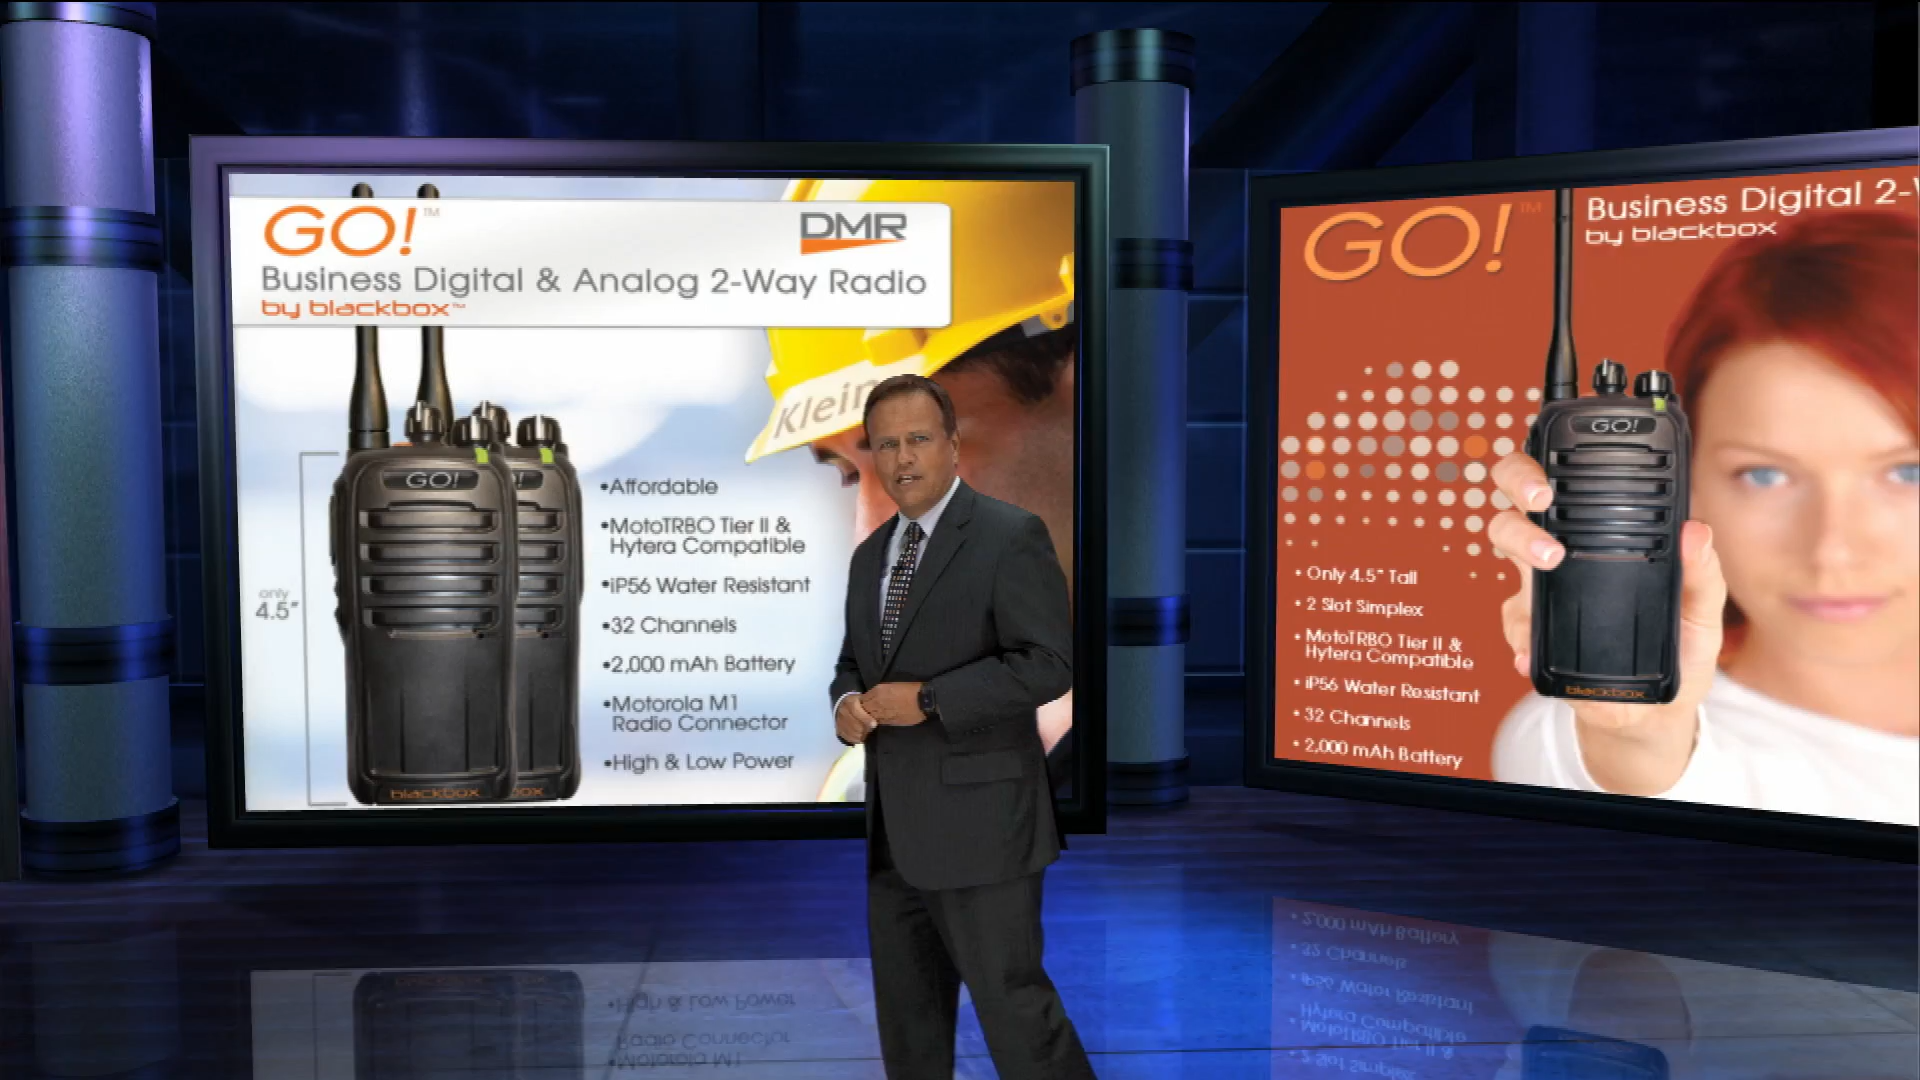 GO!™
DMR
Business Digital & Analog 2-Way Radio
by blackbox™
Klein
GO!
only
4.5"
•Affordable
•MotoTRBO Tier II &
Hytera Compatible
•iP56 Water Resistant
•32 Channels
•2,000 mAh Battery
•Motorola M1
Radio Connector
•High & Low Power
blackbox
box
GO!™
Business Digital 2-
by blackbox
GO!
• Only 4.5" Tall
• 2 Slot Simplex
• MotoTRBO Tier II &
Hytera Compatible
• iP56 Water Resistant
• 32 Channels
• 2,000 mAh Battery
blackbox